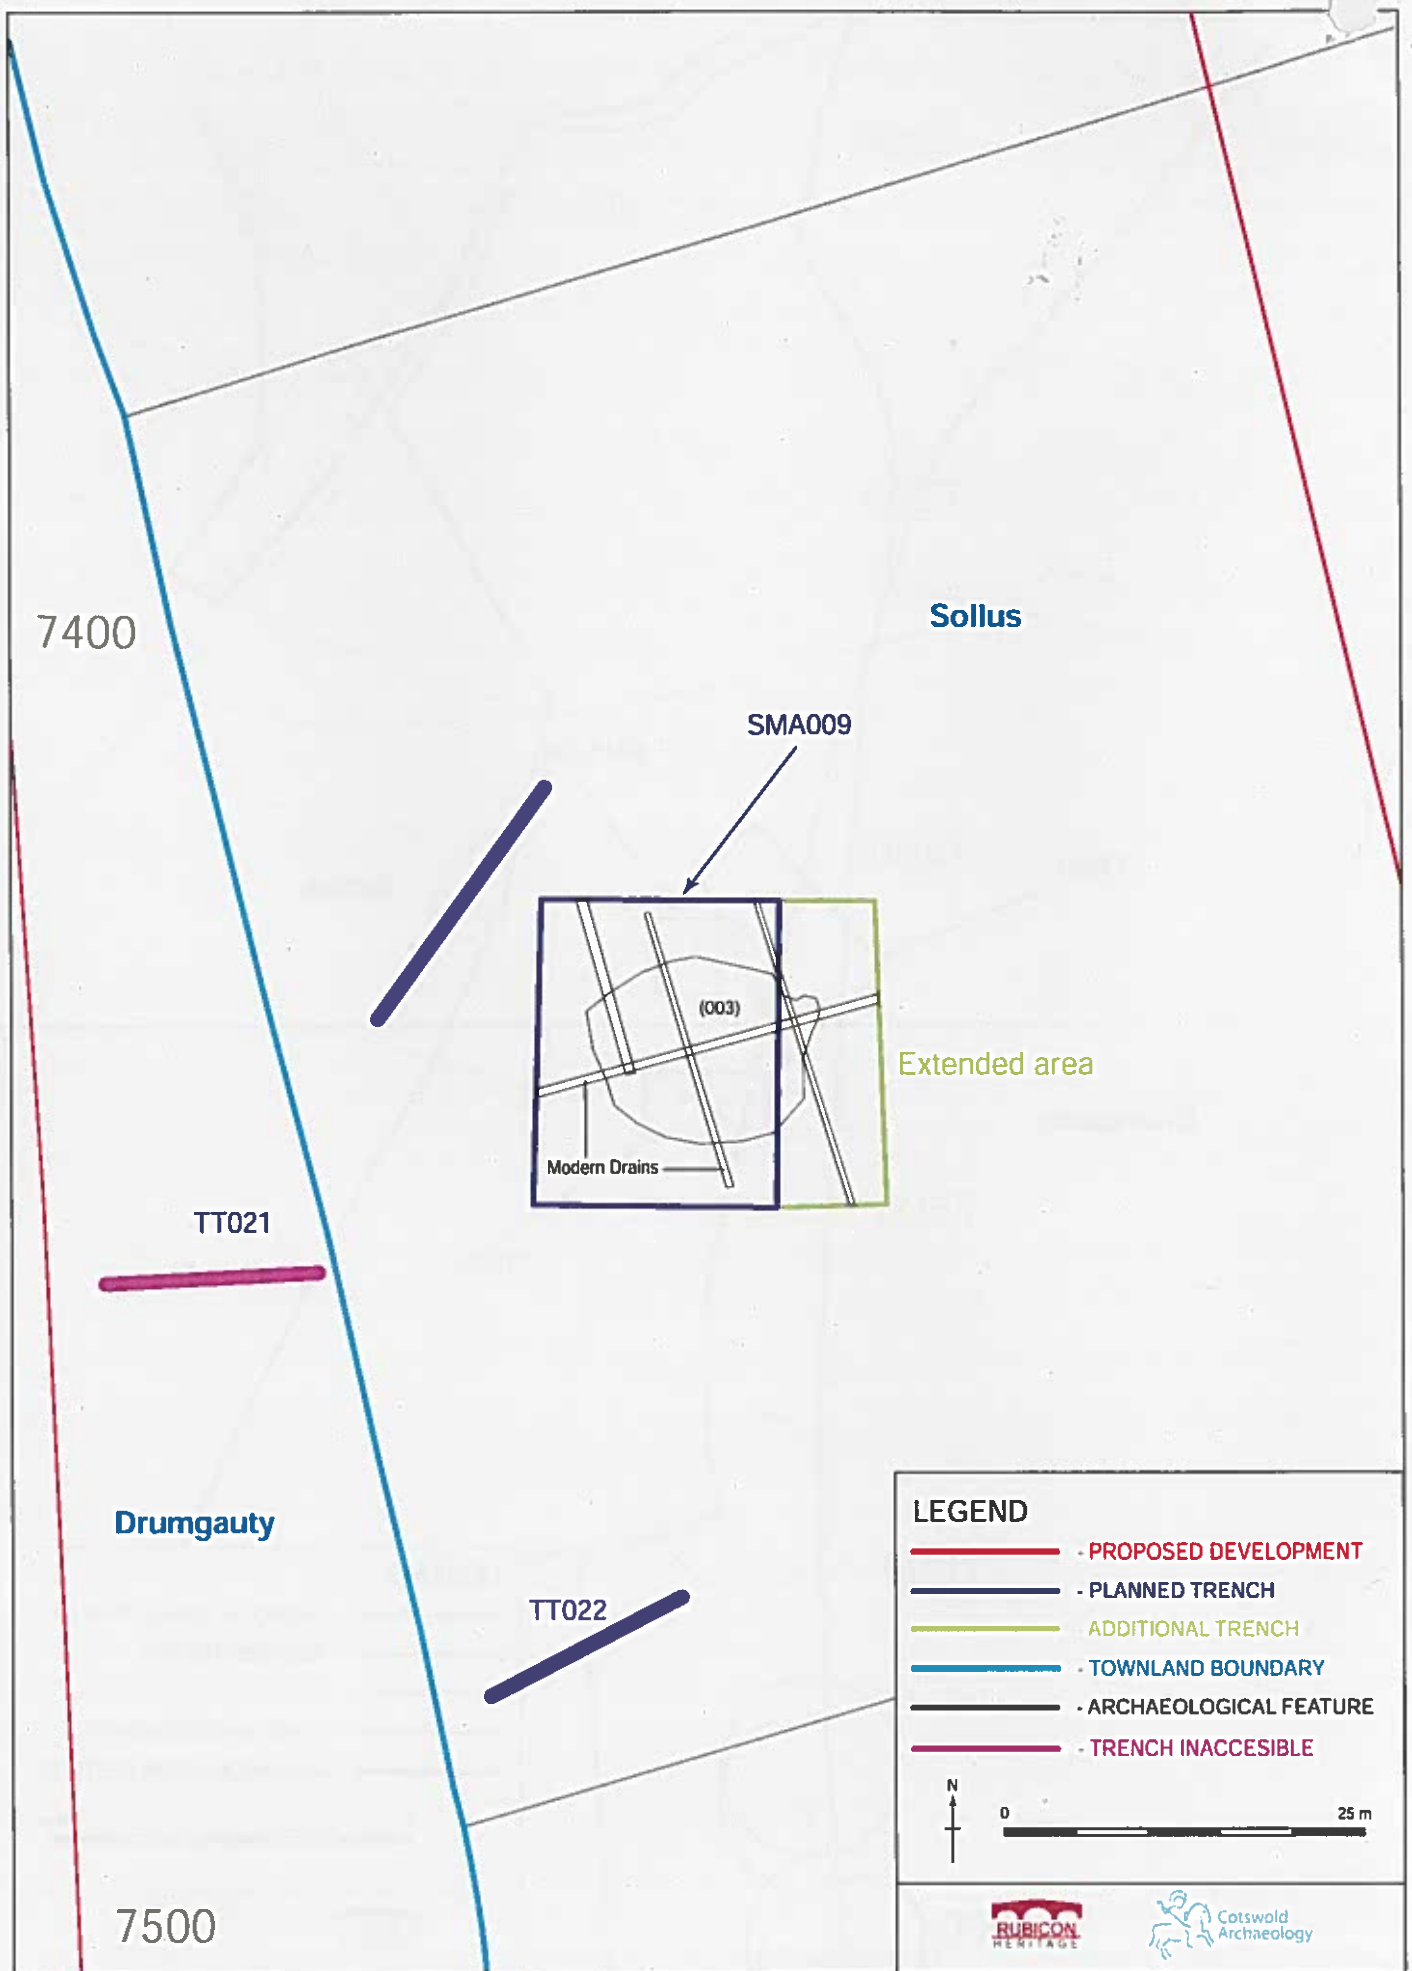 7400
Sollus
SMA009
(003)
Extended area
Modern Drains
TT021
Drumgauty
TT022
7500
LEGEND
- PROPOSED DEVELOPMENT
- PLANNED TRENCH
- ADDITIONAL TRENCH
- TOWNLAND BOUNDARY
- ARCHAEOLOGICAL FEATURE
- TRENCH INACCESIBLE
N
0 25 m
RUBICON
HERITAGE
Cotswold
Archaeology